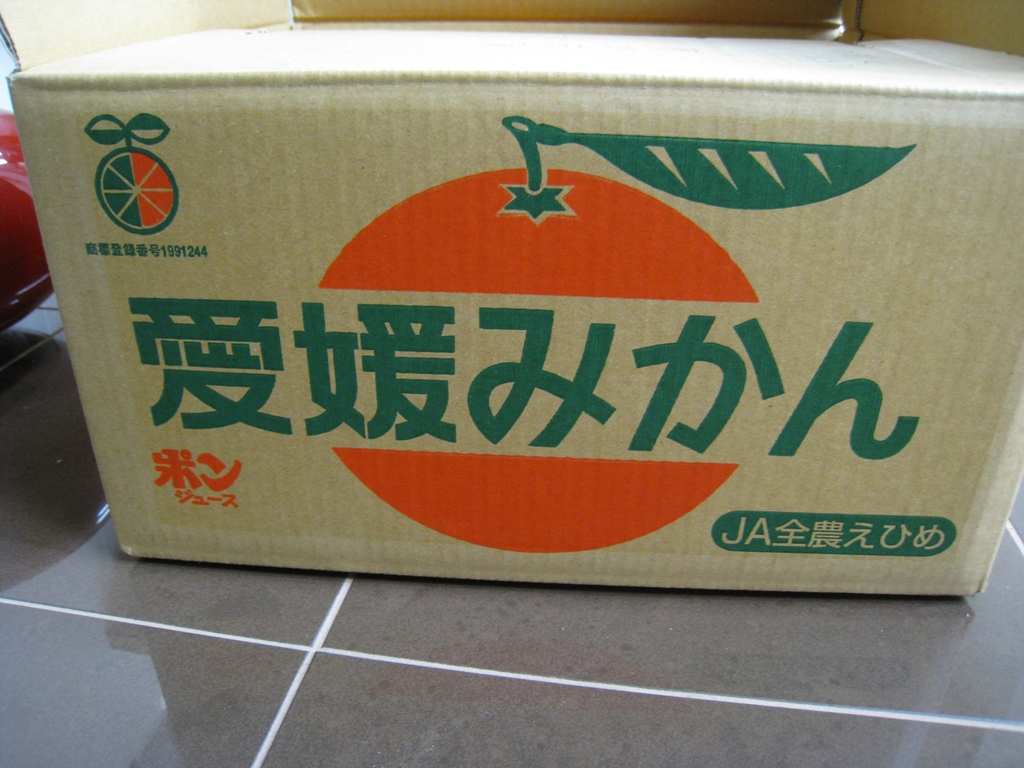 商標登録番号1991244
愛媛みかん
ポン
ジュース
JA全農えひめ